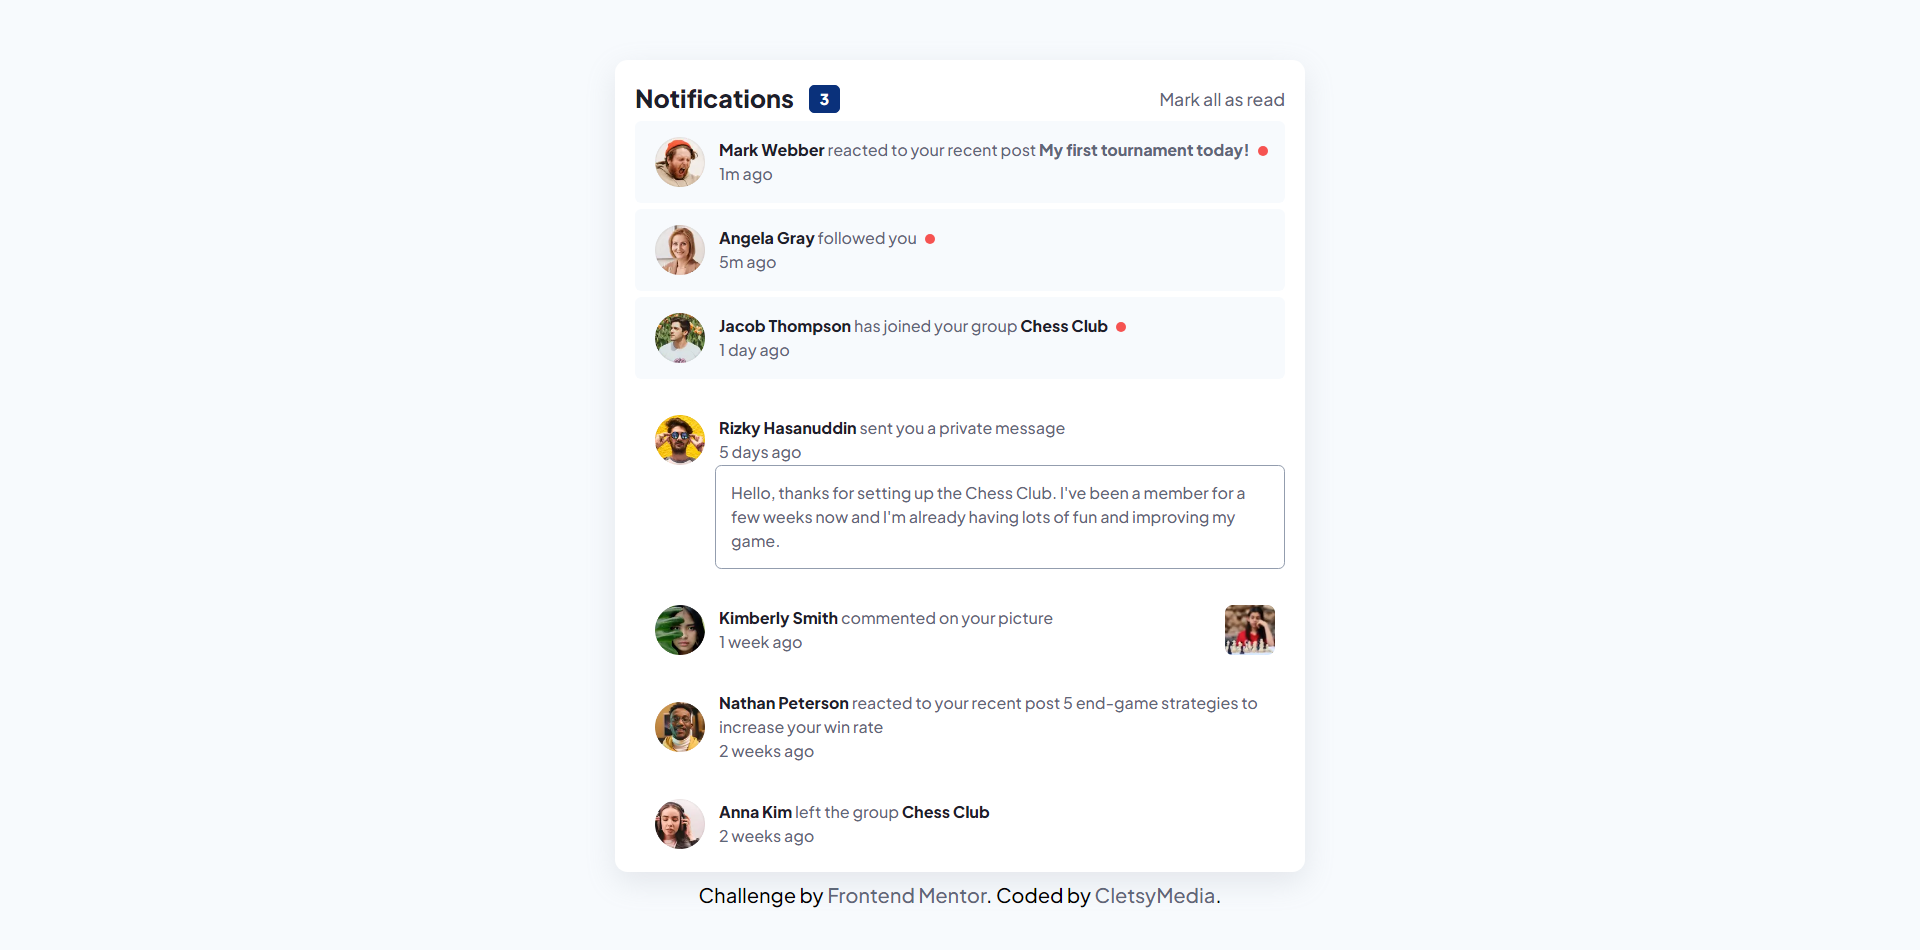 Notifications 3 Mark all as read
Mark Webber reacted to your recent post My first tournament today!
1m ago
Angela Gray followed you
5m ago
Jacob Thompson has joined your group Chess Club
1 day ago
Rizky Hasanuddin sent you a private message
5 days ago
Hello, thanks for setting up the Chess Club. I've been a member for a
few weeks now and I'm already having lots of fun and improving my
game.
Kimberly Smith commented on your picture
1 week ago
Nathan Peterson reacted to your recent post 5 end-game strategies to
increase your win rate
2 weeks ago
Anna Kim left the group Chess Club
2 weeks ago
Challenge by Frontend Mentor. Coded by CletsyMedia.